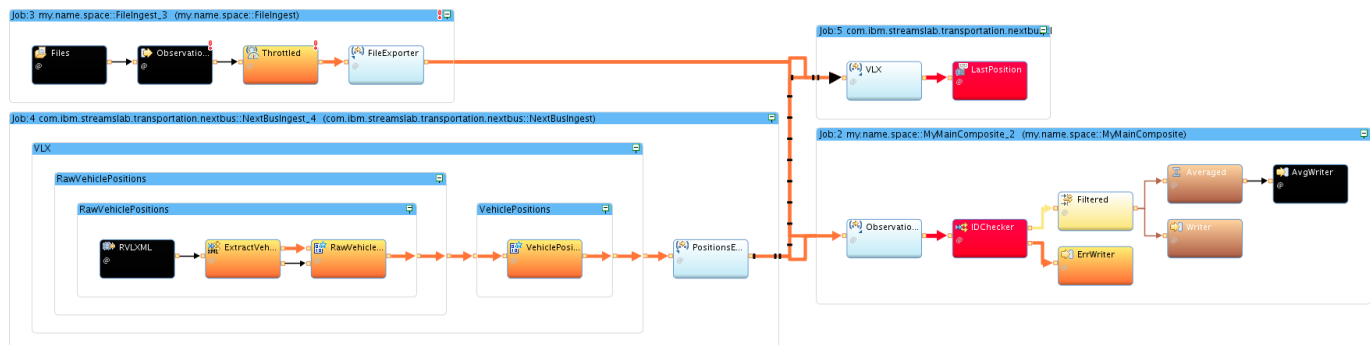 Job:3 my.name.space::FileIngest_3 (my.name.space::FileIngest)
Files
Observatio...
Throttled
FileExporter
@
@
@
@
Job:5 com.ibm.streamslab.transportation.nextbus
VLX
LastPosition
@
@
Job:4 com.ibm.streamslab.transportation.nextbus::NextBusIngest_4 (com.ibm.streamslab.transportation.nextbus::NextBusIngest)
VLX
RawVehiclePositions
RawVehiclePositions
VehiclePositions
RVLXML
ExtractVeh...
RawVehicle...
VehiclePosi...
PositionsE...
@
@
@
@
@
Job:2 my.name.space::MyMainComposite_2 (my.name.space::MyMainComposite)
Averaged
AvgWriter
@
@
Filtered
@
Observatio...
IDChecker
Writer
@
@
@
ErrWriter
@